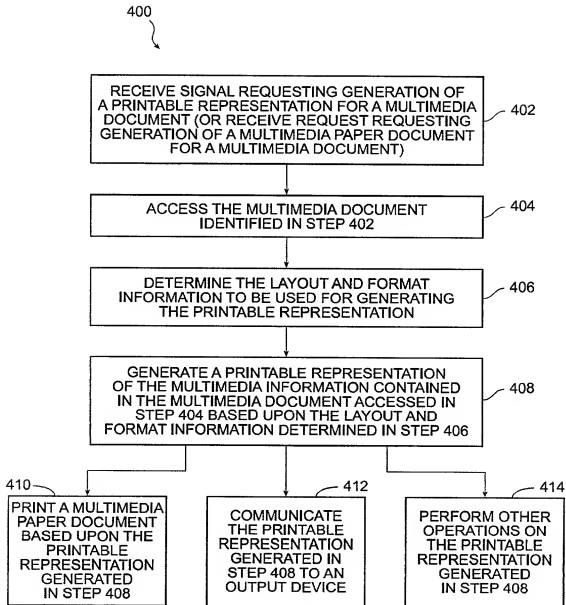 400
RECEIVE SIGNAL REQUESTING GENERATION OF
A PRINTABLE REPRESENTATION FOR A MULTIMEDIA
DOCUMENT (OR RECEIVE REQUEST REQUESTING
GENERATION OF A MULTIMEDIA PAPER DOCUMENT
FOR A MULTIMEDIA DOCUMENT)
402
ACCESS THE MULTIMEDIA DOCUMENT
IDENTIFIED IN STEP 402
404
DETERMINE THE LAYOUT AND FORMAT
INFORMATION TO BE USED FOR GENERATING
THE PRINTABLE REPRESENTATION
406
GENERATE A PRINTABLE REPRESENTATION
OF THE MULTIMEDIA INFORMATION CONTAINED
IN THE MULTIMEDIA DOCUMENT ACCESSED IN
STEP 404 BASED UPON THE LAYOUT AND
FORMAT INFORMATION DETERMINED IN STEP 406
408
410
PRINT A MULTIMEDIA
PAPER DOCUMENT
BASED UPON THE
PRINTABLE
REPRESENTATION
GENERATED
IN STEP 408
412
COMMUNICATE
THE PRINTABLE
REPRESENTATION
GENERATED IN
STEP 408 TO AN
OUTPUT DEVICE
414
PERFORM OTHER
OPERATIONS ON
THE PRINTABLE
REPRESENTATION
GENERATED
IN STEP 408